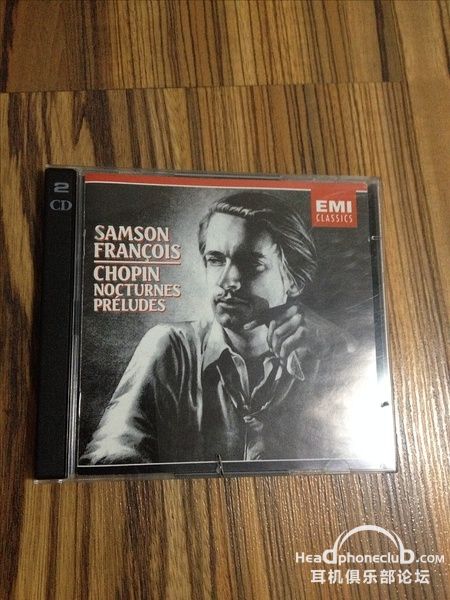 2
CD
EMI
CLASSICS
SAMSON
FRANÇOIS
CHOPIN
NOCTURNES
PRÉLUDES
Headphoneclub.com
耳机俱乐部论坛